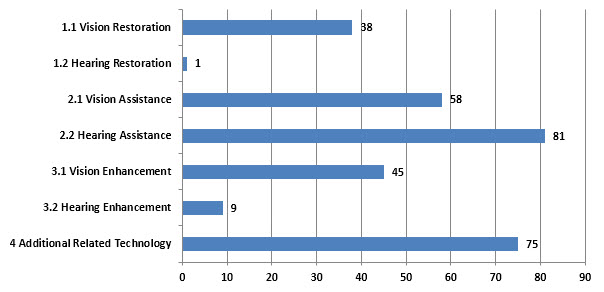 1.1 Vision Restoration 38
1.2 Hearing Restoration 1
2.1 Vision Assistance 58
2.2 Hearing Assistance 81
3.1 Vision Enhancement 45
3.2 Hearing Enhancement 9
4 Additional Related Technology 75
0 10 20 30 40 50 60 70 80 90